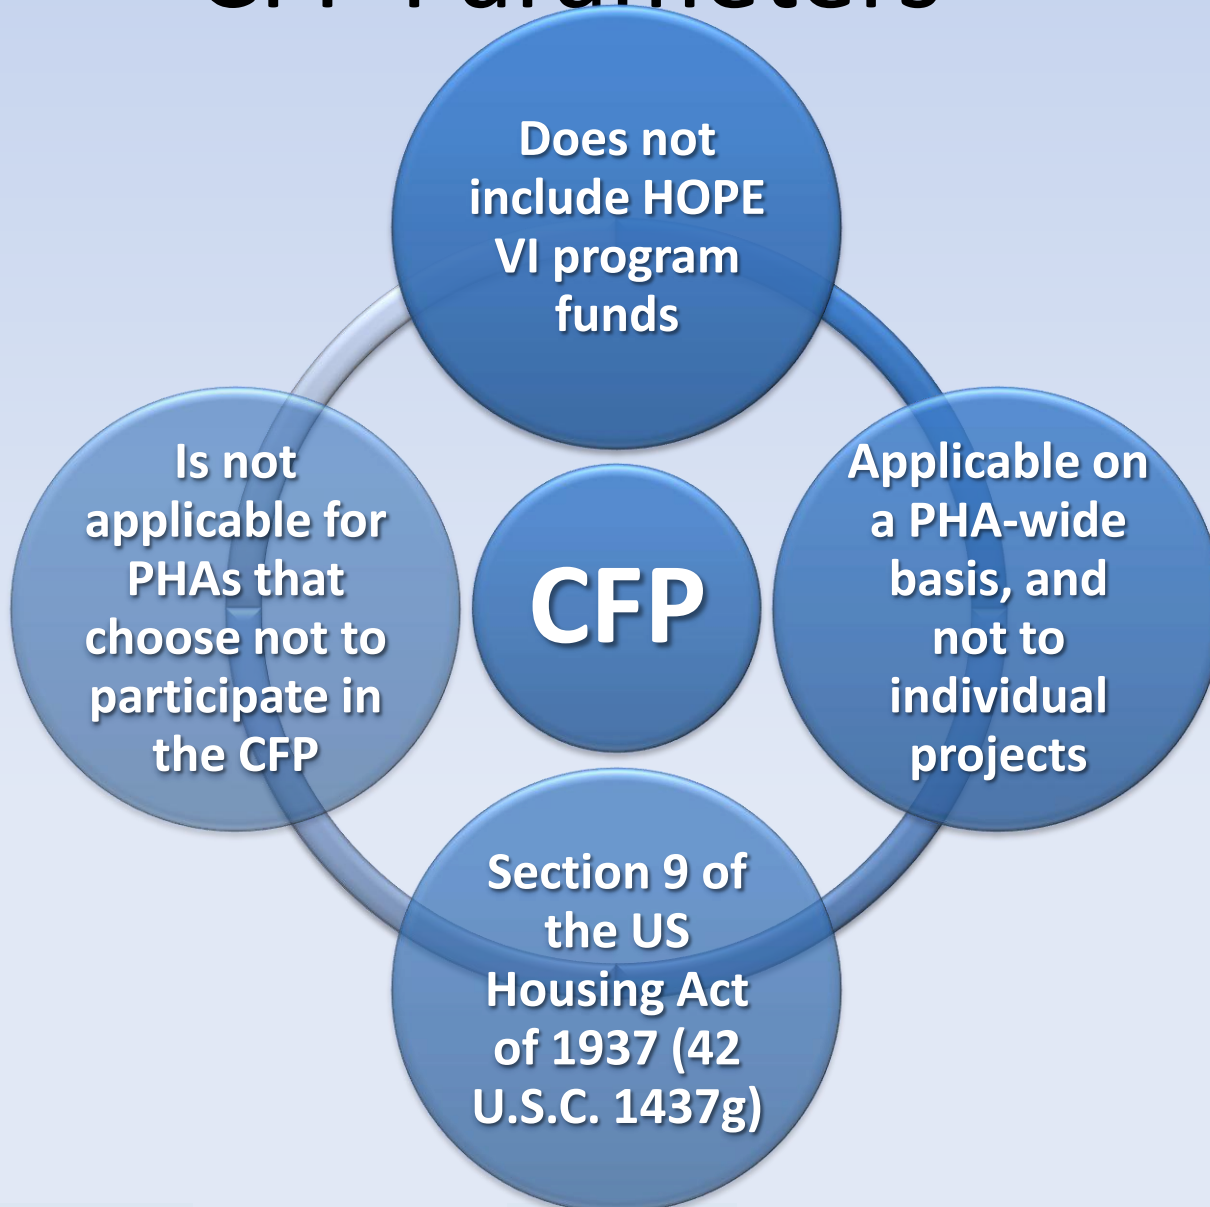 CFP Parameters
Does not
include HOPE
VI program
funds
Is not
applicable for
PHAs that
choose not to
participate in
the CFP
CFP
Applicable on
a PHA-wide
basis, and
not to
individual
projects
Section 9 of
the US
Housing Act
of 1937 (42
U.S.C. 1437g)